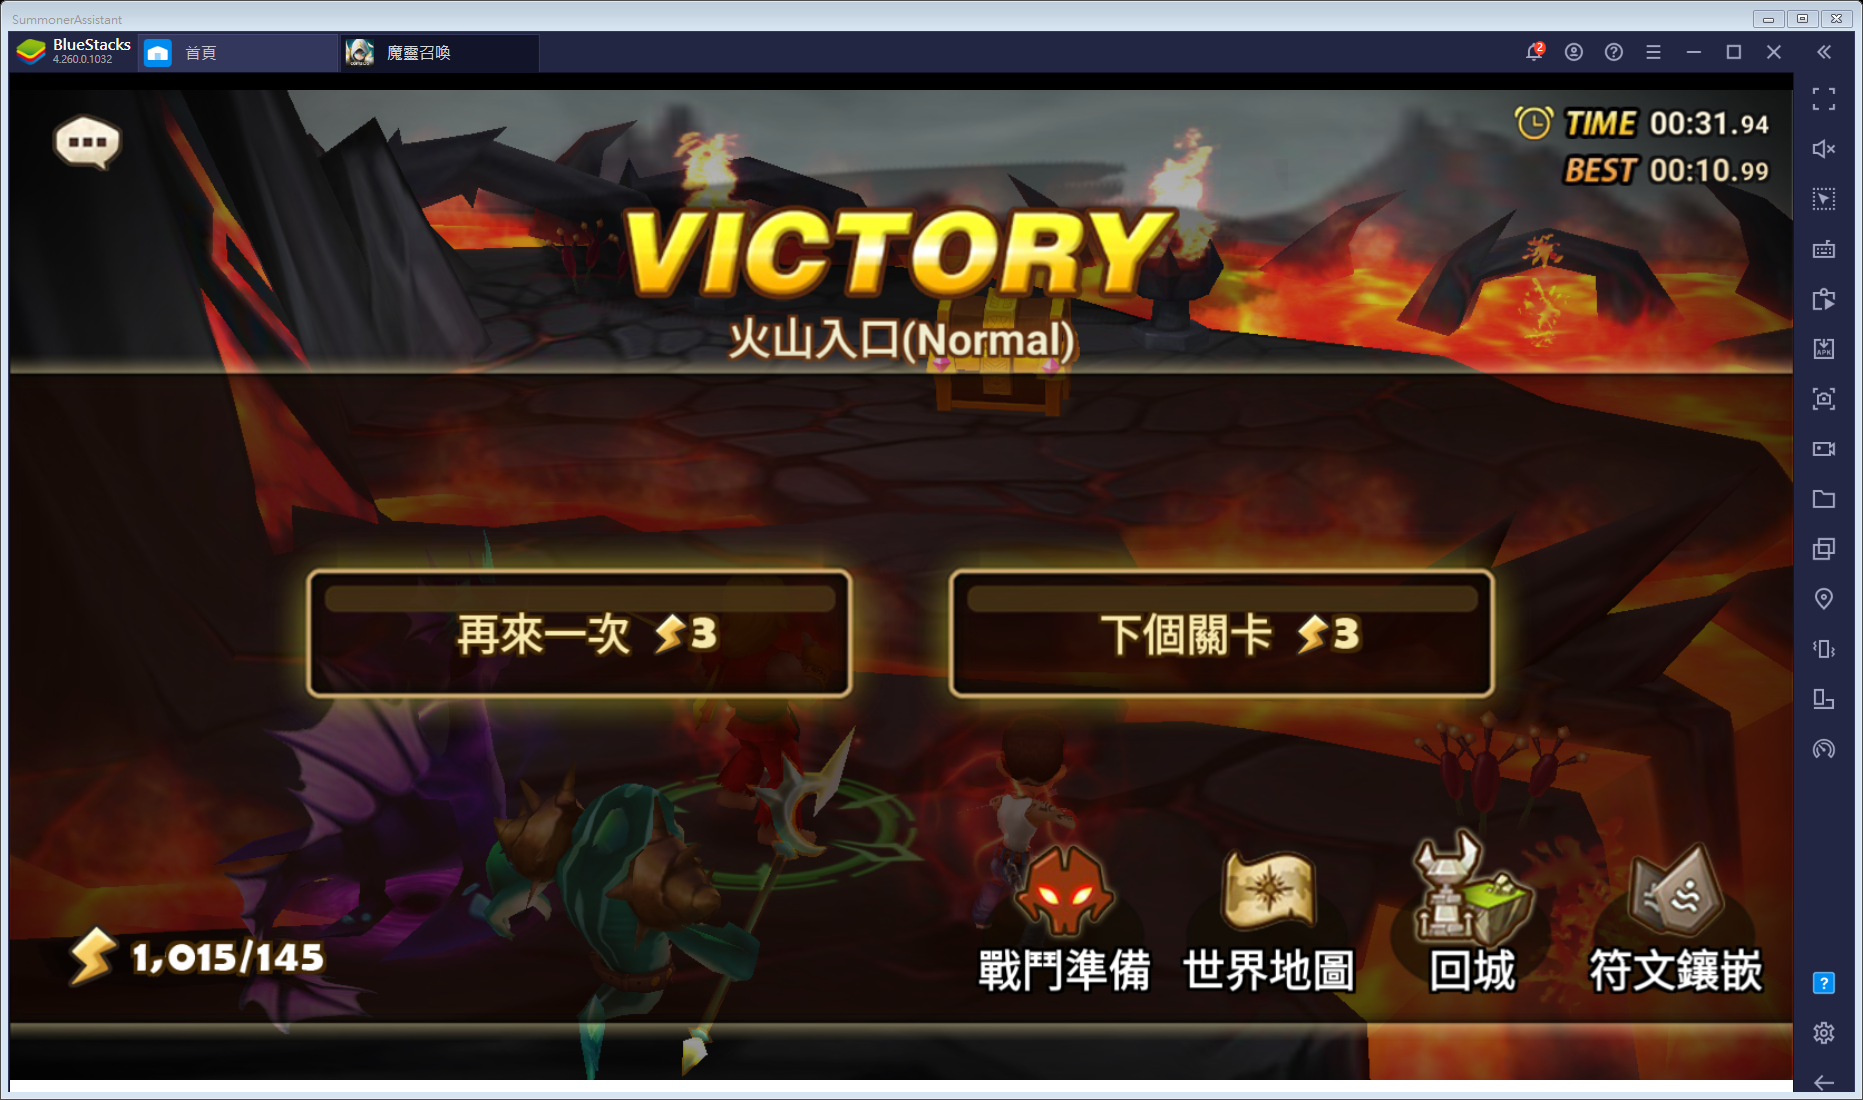 SummonerAssistant
BlueStacks
4.260.0.1032
首頁
魔靈召喚
2
TIME 00:31.94
BEST 00:10.99
VICTORY
火山入口(Normal)
再來一次 3
下個關卡 3
1,015/145
戰鬥準備
世界地圖
回城
符文鑲嵌
APK
?